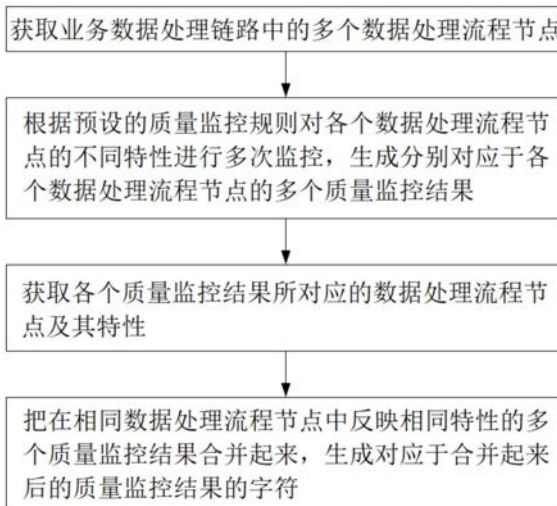 获取业务数据处理链路中的多个数据处理流程节点
根据预设的质量监控规则对各个数据处理流程节
点的不同特性进行多次监控，生成分别对应于各
个数据处理流程节点的多个质量监控结果
获取各个质量监控结果所对应的数据处理流程节
点及其特性
把在相同数据处理流程节点中反映相同特性的多
个质量监控结果合并起来，生成对应于合并起来
后的质量监控结果的字符